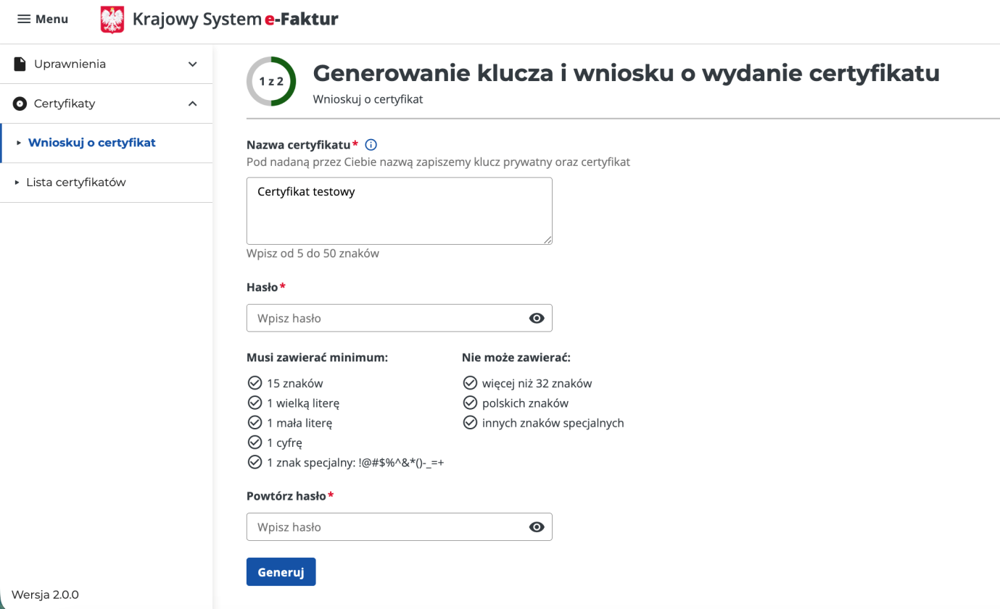 Menu
Krajowy System e-Faktur
Uprawnienia
Certyfikaty
Wnioskuj o certyfikat
Lista certyfikatów
Wersja 2.0.0
1 z 2
Generowanie klucza i wniosku o wydanie certyfikatu
Wnioskuj o certyfikat
Nazwa certyfikatu*
Pod nadaną przez Ciebie nazwą zapiszemy klucz prywatny oraz certyfikat
Certyfikat testowy
Wpisz od 5 do 50 znaków
Hasło*
Wpisz hasło
Musi zawierać minimum:
15 znaków
1 wielką literę
1 mała literę
1 cyfrę
1 znak specjalny: !@#$%^&*()-_=+
Nie może zawierać:
więcej niż 32 znaków
polskich znaków
innych znaków specjalnych
Powtórz hasło*
Wpisz hasło
Generuj